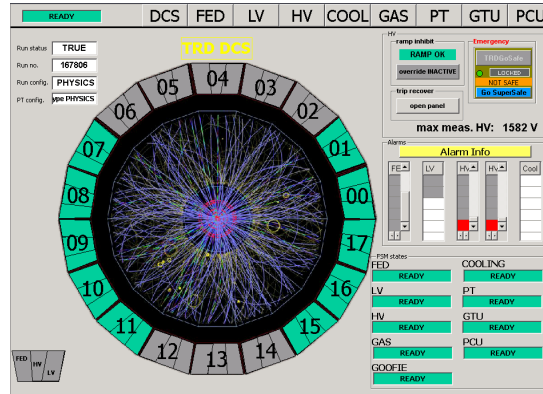 READY DCS FED LV HV COOL GAS PT GTU PCU
TRD DCS
Run status TRUE
Run no. 167806
Run config. PHYSICS
PT config. ype PHYSICS
HV
ramp inhibit
RAMP OK
override INACTIVE
trip recover
open panel
Emergency
TRDGoSafe
LOCKED
NOT SAFE
Go SuperSafe
max meas. HV: 1582 V
Alarms
Alarm Info
FE LV HV HV Cool
04
03
02
01
00
17
16
15
14
13
12
11
10
09
08
07
06
05
FSM states
FED
READY
COOLING
READY
LV
READY
PT
READY
HV
READY
GTU
READY
GAS
READY
PCU
READY
GOOFIE
READY
FED HV LV